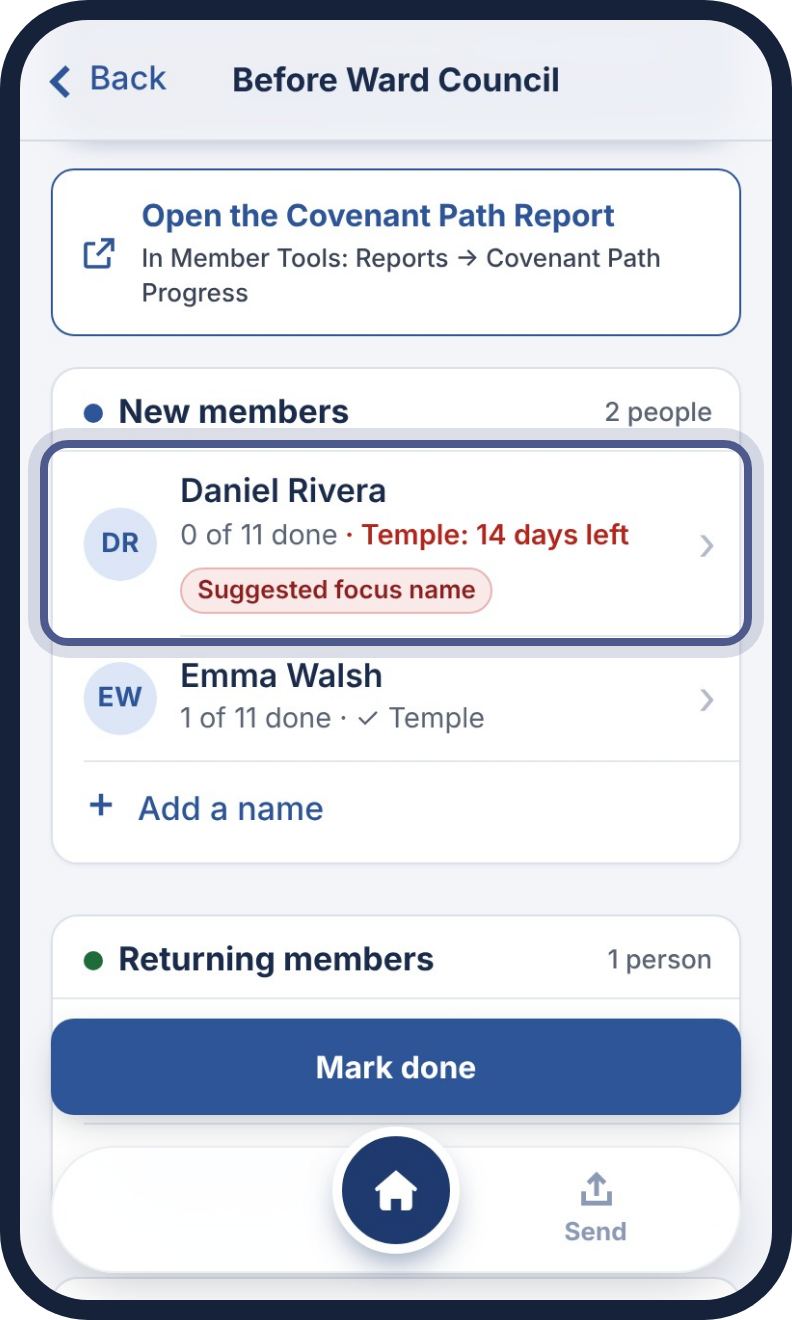 Back
Before Ward Council
Open the Covenant Path Report
In Member Tools: Reports → Covenant Path
Progress
New members
2 people
Daniel Rivera
DR
0 of 11 done · Temple: 14 days left
Suggested focus name
Emma Walsh
EW
1 of 11 done · ✓ Temple
+ Add a name
Returning members
1 person
Mark done
Send